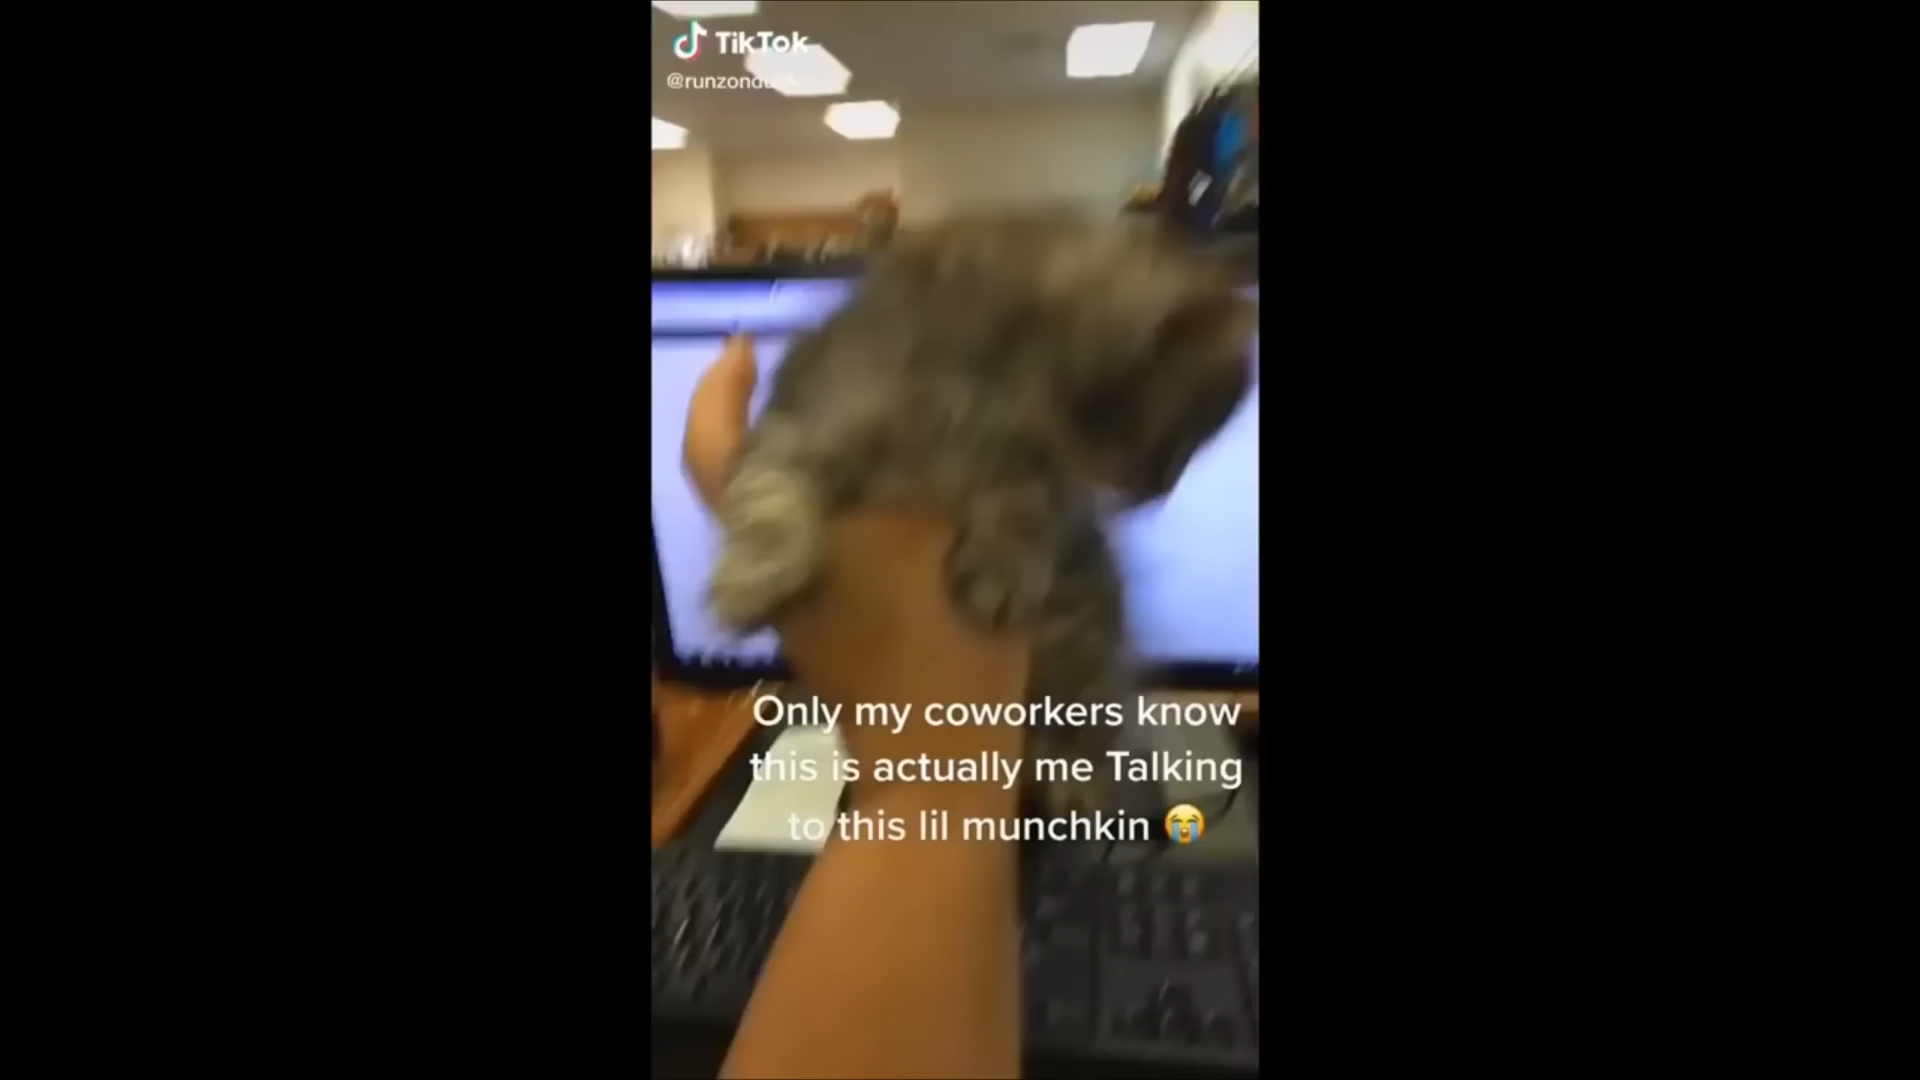 TikTok
Only my coworkers know
this is actually me Talking
to this lil munchkin 😭